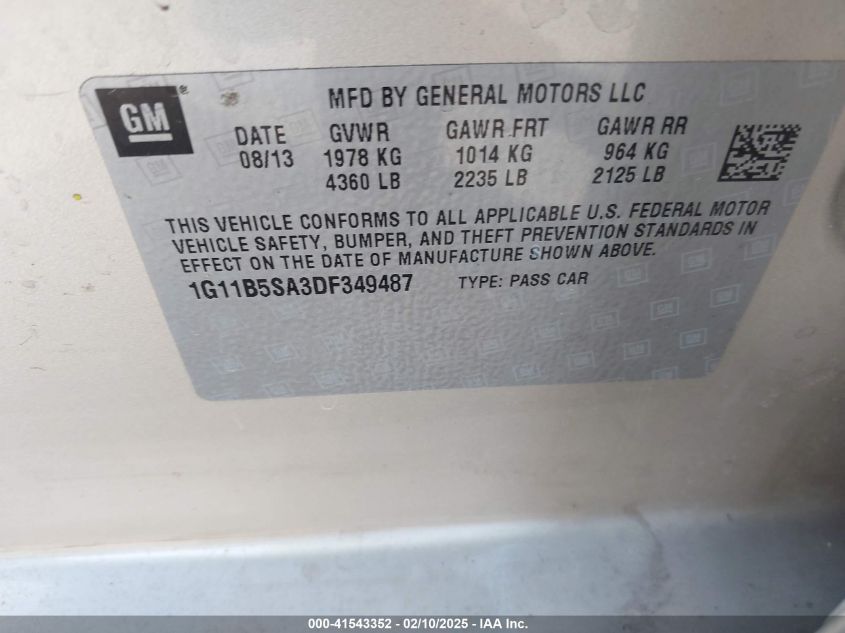 GM ®
MFD BY GENERAL MOTORS LLC
DATE GVWR GAWR FRT GAWR RR
08/13 1978 KG 1014 KG 964 KG
4360 LB 2235 LB 2125 LB
THIS VEHICLE CONFORMS TO ALL APPLICABLE U.S. FEDERAL MOTOR
VEHICLE SAFETY, BUMPER, AND THEFT PREVENTION STANDARDS IN
EFFECT ON THE DATE OF MANUFACTURE SHOWN ABOVE.
1G11B5SA3DF349487 TYPE: PASS CAR
000-41543352 - 02/10/2025 - IAA Inc.